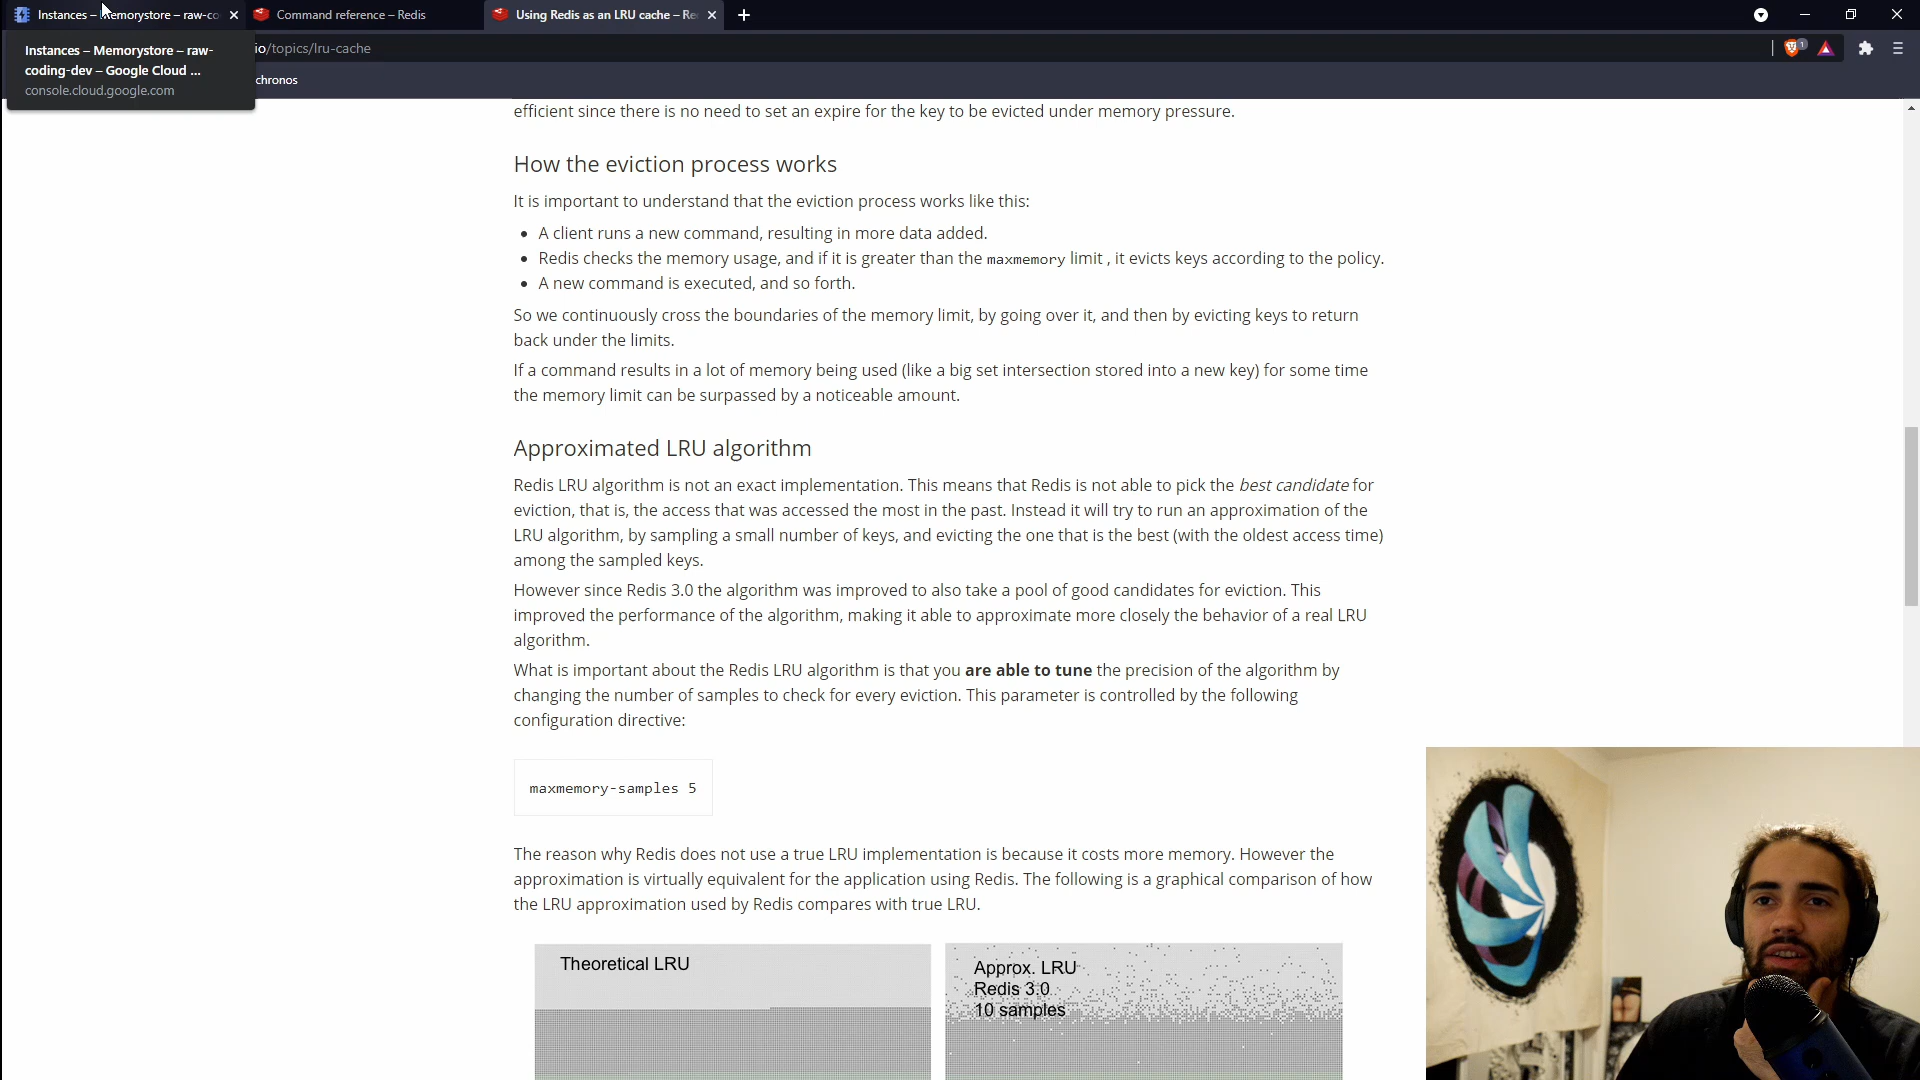 Instances – Memorystore – raw-co
Command reference – Redis
Using Redis as an LRU cache – Re
Instances – Memorystore – raw-
coding-dev – Google Cloud ...
console.cloud.google.com
io/topics/lru-cache
1
chronos
efficient since there is no need to set an expire for the key to be evicted under memory pressure.
How the eviction process works
It is important to understand that the eviction process works like this:
• A client runs a new command, resulting in more data added.
• Redis checks the memory usage, and if it is greater than the maxmemory limit , it evicts keys according to the policy.
• A new command is executed, and so forth.
So we continuously cross the boundaries of the memory limit, by going over it, and then by evicting keys to return
back under the limits.
If a command results in a lot of memory being used (like a big set intersection stored into a new key) for some time
the memory limit can be surpassed by a noticeable amount.
Approximated LRU algorithm
Redis LRU algorithm is not an exact implementation. This means that Redis is not able to pick the best candidate for
eviction, that is, the access that was accessed the most in the past. Instead it will try to run an approximation of the
LRU algorithm, by sampling a small number of keys, and evicting the one that is the best (with the oldest access time)
among the sampled keys.
However since Redis 3.0 the algorithm was improved to also take a pool of good candidates for eviction. This
improved the performance of the algorithm, making it able to approximate more closely the behavior of a real LRU
algorithm.
What is important about the Redis LRU algorithm is that you are able to tune the precision of the algorithm by
changing the number of samples to check for every eviction. This parameter is controlled by the following
configuration directive:
maxmemory-samples 5
The reason why Redis does not use a true LRU implementation is because it costs more memory. However the
approximation is virtually equivalent for the application using Redis. The following is a graphical comparison of how
the LRU approximation used by Redis compares with true LRU.
Theoretical LRU
Approx. LRU
Redis 3.0
10 samples